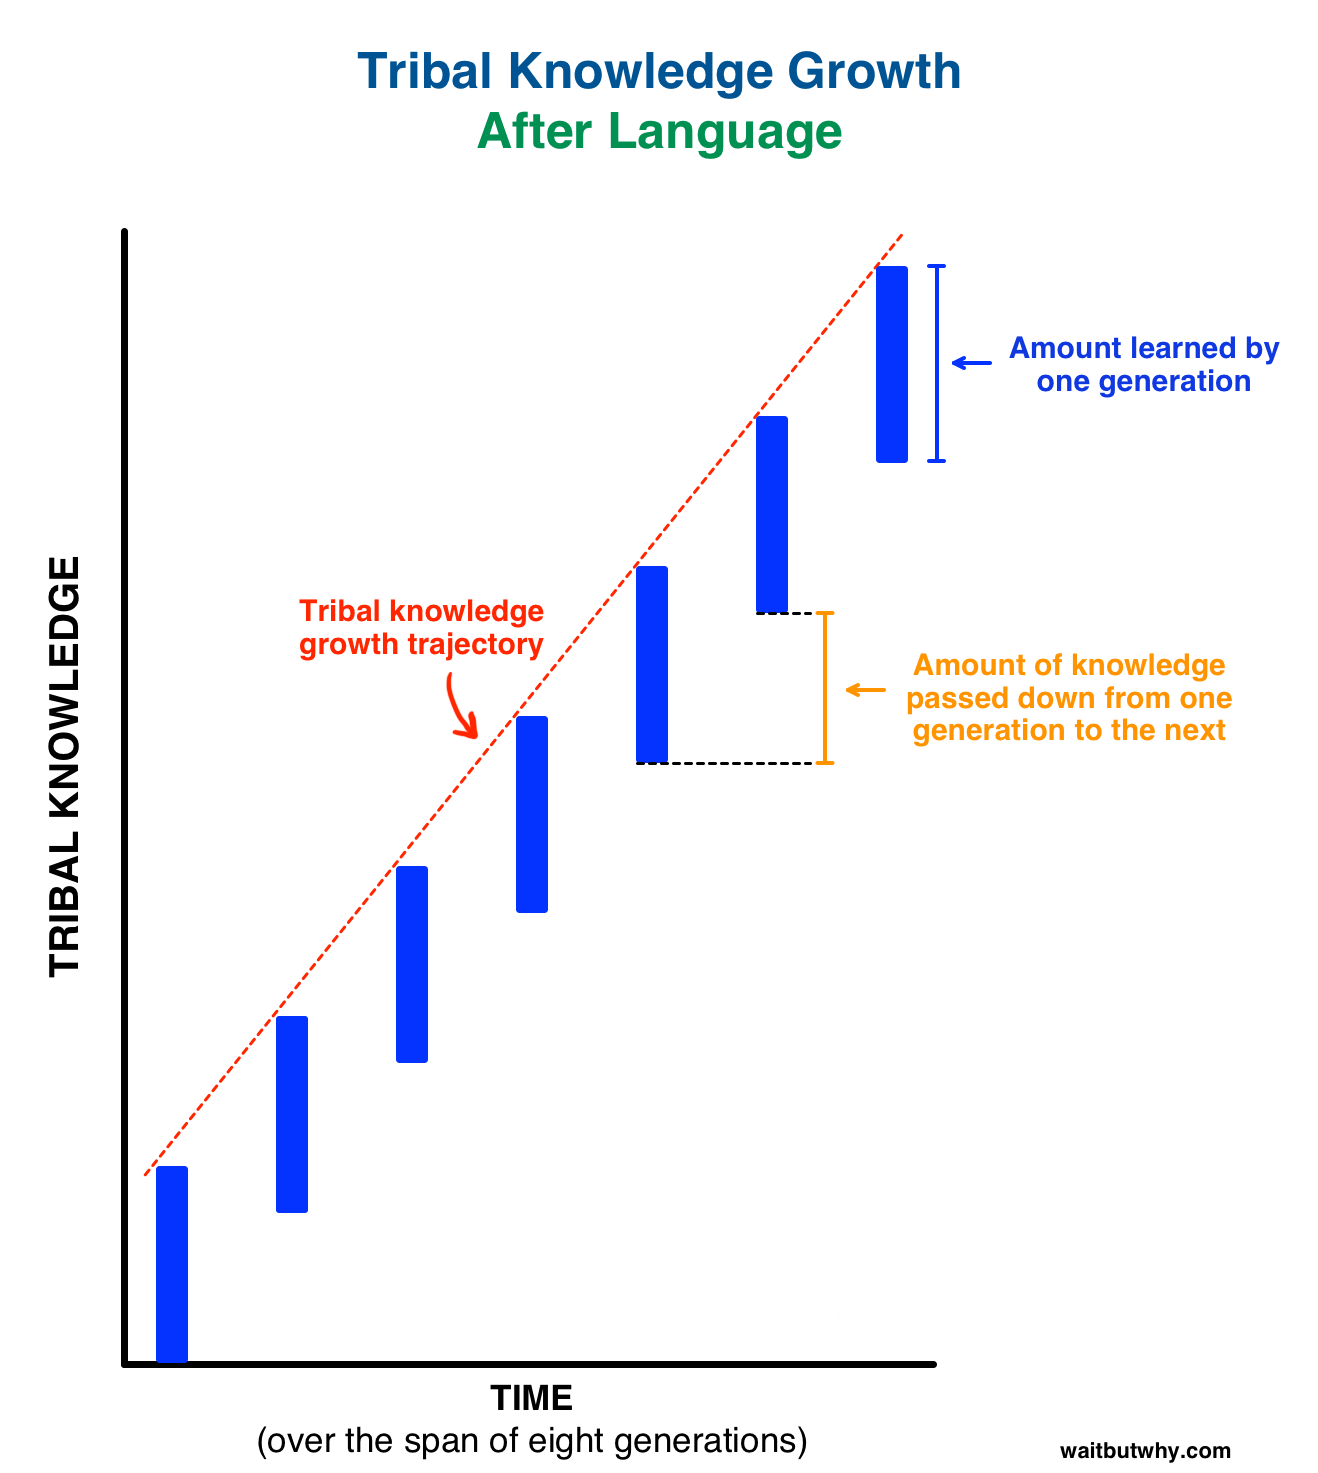 Tribal Knowledge Growth
After Language
Amount learned by
one generation
Tribal knowledge
growth trajectory
Amount of knowledge
passed down from one
generation to the next
TRIBAL KNOWLEDGE
TIME
(over the span of eight generations)
waitbutwhy.com